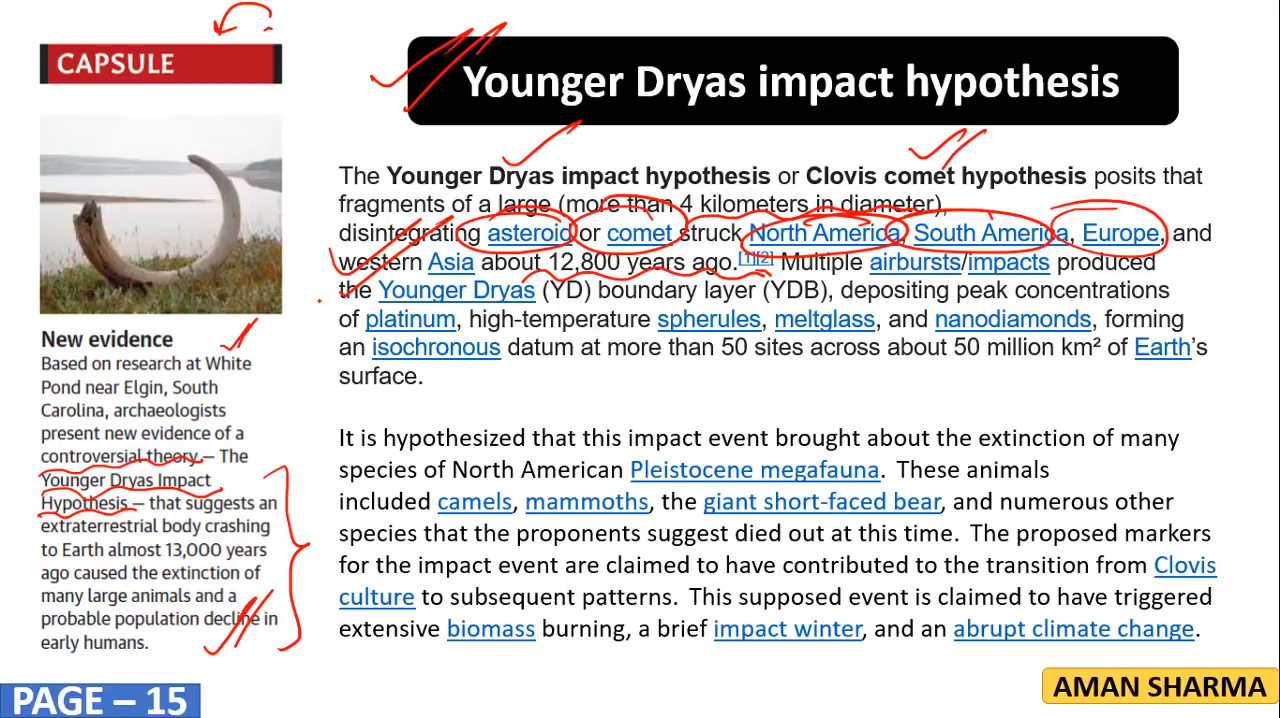 CAPSULE
New evidence
Based on research at White
Pond near Elgin, South
Carolina, archaeologists
present new evidence of a
controversial theory — The
Younger Dryas Impact
Hypothesis — that suggests an
extraterrestrial body crashing
to Earth almost 13,000 years
ago caused the extinction of
many large animals and a
probable population decline in
early humans.
Younger Dryas impact hypothesis
The Younger Dryas impact hypothesis or Clovis comet hypothesis posits that
fragments of a large (more than 4 kilometers in diameter),
disintegrating asteroid or comet struck North America, South America, Europe, and
western Asia about 12,800 years ago.[1][2] Multiple airbursts/impacts produced
the Younger Dryas (YD) boundary layer (YDB), depositing peak concentrations
of platinum, high-temperature spherules, meltglass, and nanodiamonds, forming
an isochronous datum at more than 50 sites across about 50 million km² of Earth's
surface.
It is hypothesized that this impact event brought about the extinction of many
species of North American Pleistocene megafauna. These animals
included camels, mammoths, the giant short-faced bear, and numerous other
species that the proponents suggest died out at this time. The proposed markers
for the impact event are claimed to have contributed to the transition from Clovis
culture to subsequent patterns. This supposed event is claimed to have triggered
extensive biomass burning, a brief impact winter, and an abrupt climate change.
PAGE – 15
AMAN SHARMA